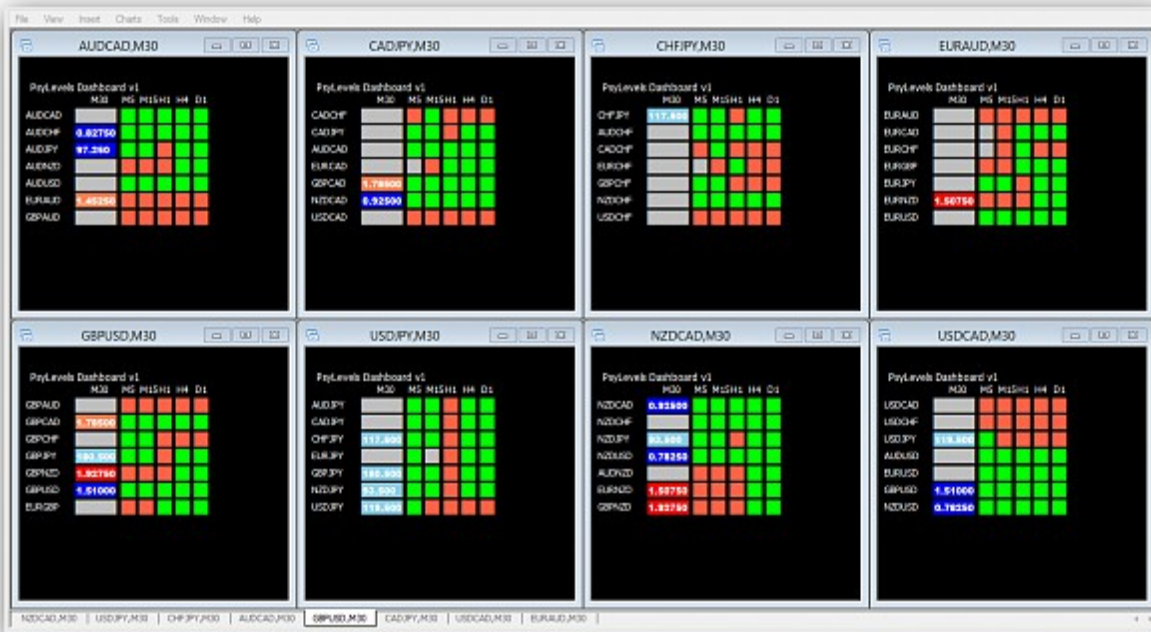 File View Insert Charts Tools Window Help
AUDCAD,M30
PsyLevels Dashboard v1
M30 M5 M15 H1 H4 D1
AUDCAD
AUDCHF 0.82750
AUDJPY 97.250
AUDNZD
AUDUSD
EURAUD 1.45250
GBPAUD
CADJPY,M30
PsyLevels Dashboard v1
M30 M5 M15 H1 H4 D1
CADCHF
CADJPY
AUDCAD
EURCAD
GBPCAD 1.78500
NZDCAD 0.92500
USDCAD
CHFJPY,M30
PsyLevels Dashboard v1
M30 M5 M15 H1 H4 D1
CHFJPY 117.500
AUDCHF
CADCHF
EURCHF
GBPCHF
NZDCHF
USDCHF
EURAUD,M30
PsyLevels Dashboard v1
M30 M5 M15 H1 H4 D1
EURAUD
EURCAD
EURCHF
EURGBP
EURJPY
EURNZD 1.50750
EURUSD
GBPUSD,M30
PsyLevels Dashboard v1
M30 M5 M15 H1 H4 D1
GBPAUD
GBPCAD 1.78500
GBPCHF
GBPJPY
GBPNZD 1.92750
GBPUSD 1.51000
EURGBP
USDJPY,M30
PsyLevels Dashboard v1
M30 M5 M15 H1 H4 D1
AUDJPY
CADJPY
CHFJPY 117.500
EURJPY
GBPJPY
NZDJPY 93.500
USDJPY
NZDCAD,M30
PsyLevels Dashboard v1
M30 M5 M15 H1 H4 D1
NZDCAD 0.92500
NZDCHF
NZDJPY 93.500
NZDUSD 0.78250
AUDNZD
EURNZD 1.50750
GBPNZD 1.92750
USDCAD,M30
PsyLevels Dashboard v1
M30 M5 M15 H1 H4 D1
USDCAD
USDCHF
USDJPY
AUDUSD
EURUSD
GBPUSD 1.51000
NZDUSD 0.78250
NZDCAD,M30 USDJPY,M30 CHFJPY,M30 AUDCAD,M30 GBPUSD,M30 CADJPY,M30 USDCAD,M30 EURAUD,M30